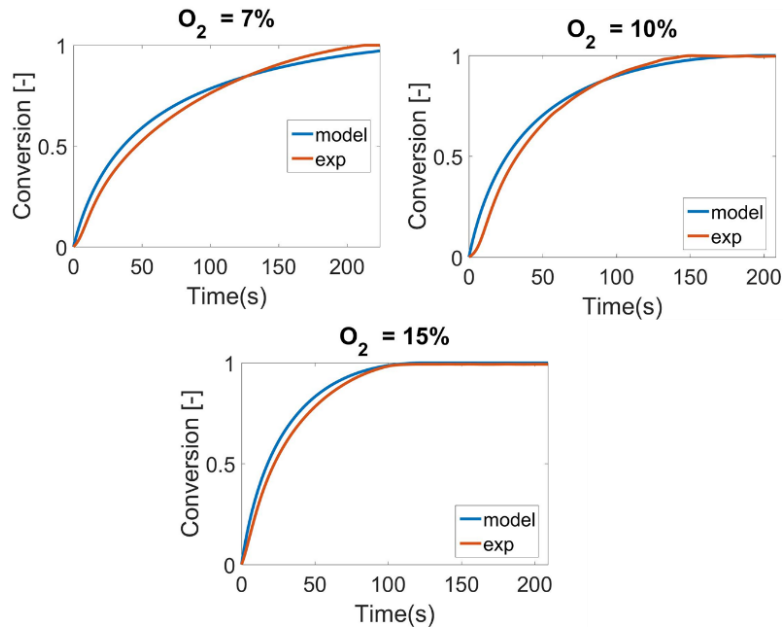 O2 = 7%
Conversion [-]
1
0.5
0
model
exp
0 50 100 150 200
Time(s)
O2 = 10%
Conversion [-]
1
0.5
0
model
exp
0 50 100 150 200
Time(s)
O2 = 15%
Conversion [-]
1
0.5
0
model
exp
0 50 100 150 200
Time(s)